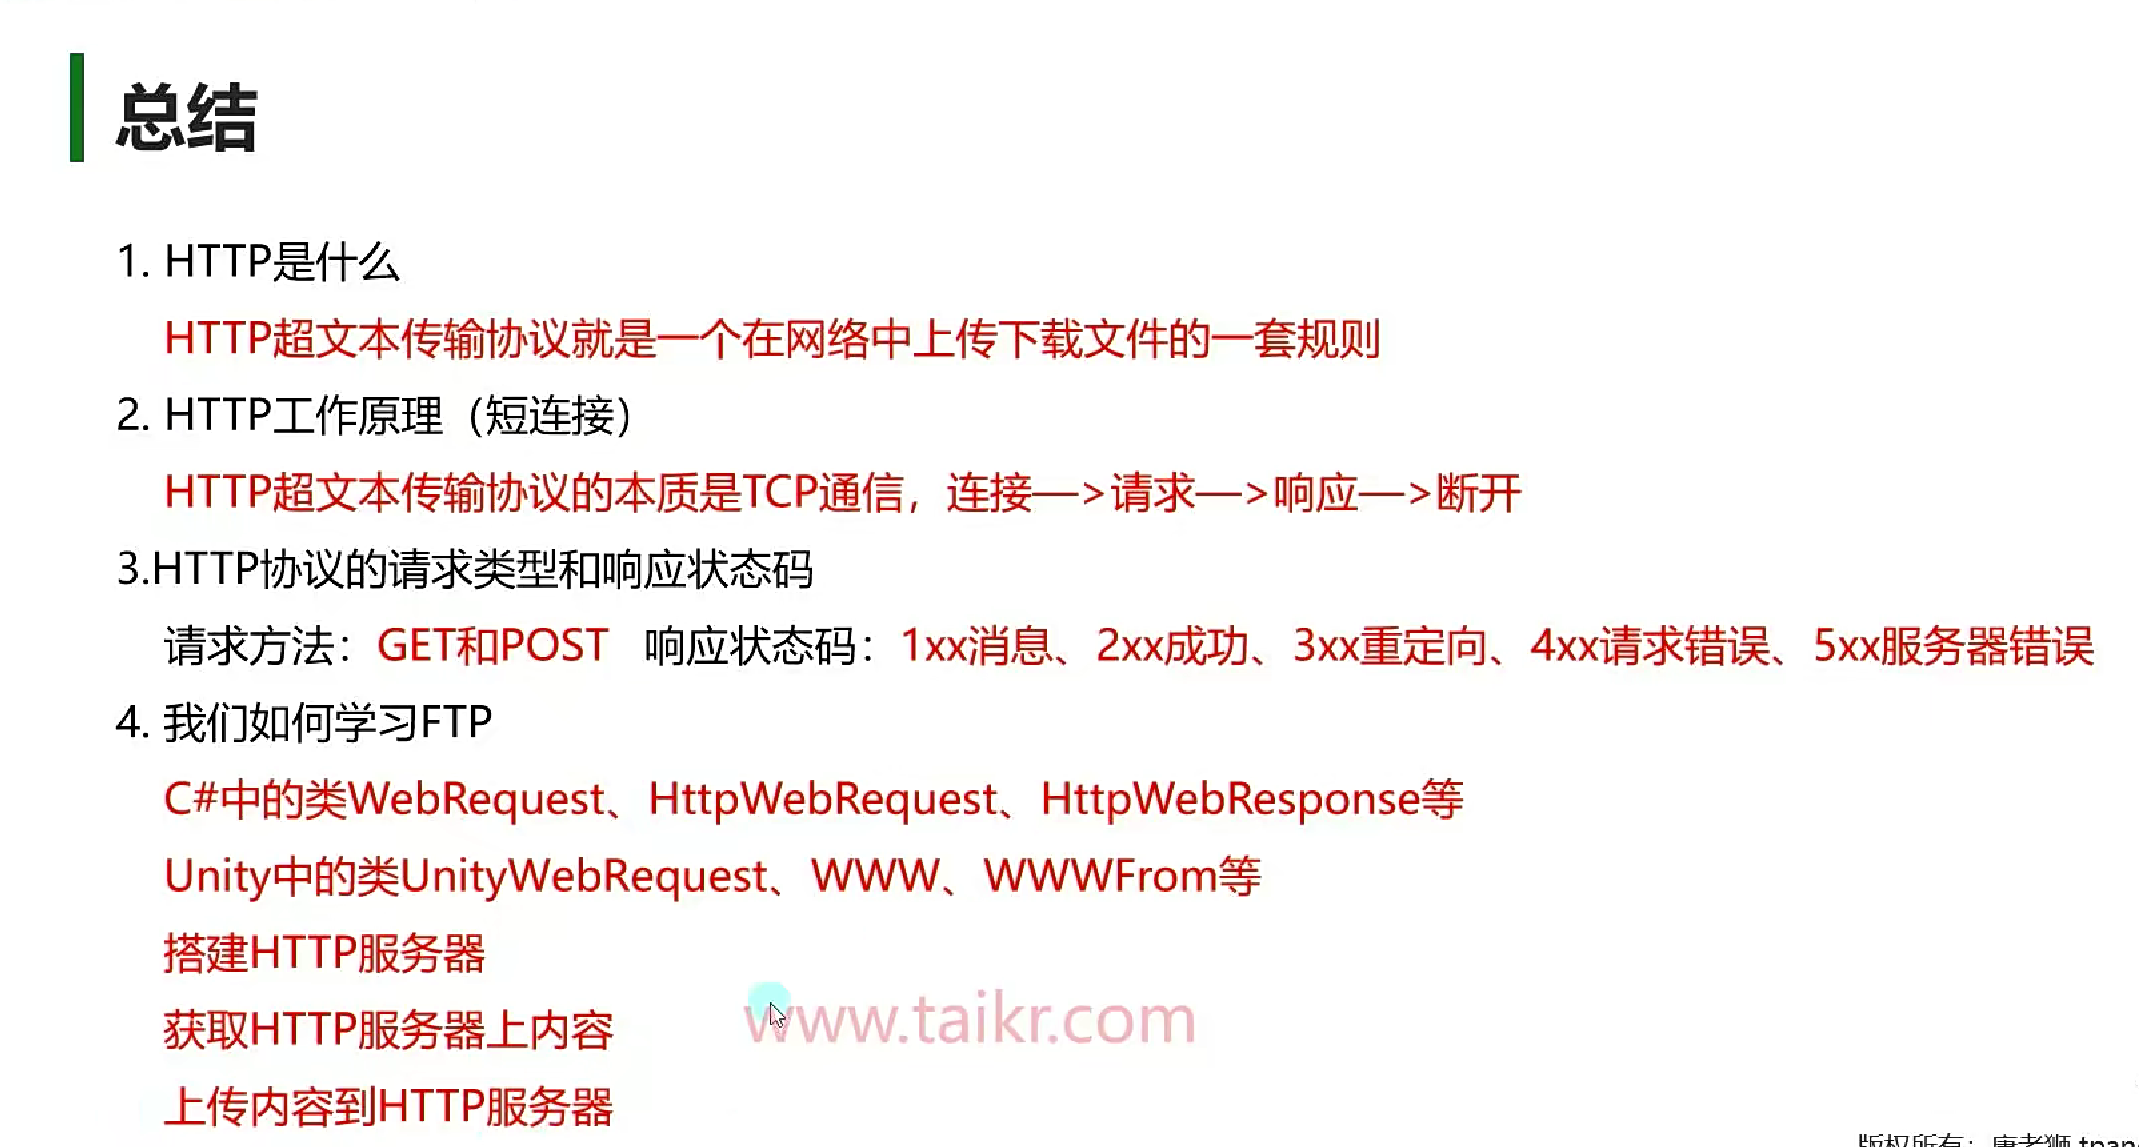 总结
1. HTTP是什么
HTTP超文本传输协议就是一个在网络中上传下载文件的一套规则
2. HTTP工作原理（短连接）
HTTP超文本传输协议的本质是TCP通信，连接—>请求—>响应—>断开
3.HTTP协议的请求类型和响应状态码
请求方法：GET和POST 响应状态码：1xx消息、2xx成功、3xx重定向、4xx请求错误、5xx服务器错误
4. 我们如何学习FTP
C#中的类WebRequest、HttpWebRequest、HttpWebResponse等
Unity中的类UnityWebRequest、WWW、WWWFrom等
搭建HTTP服务器
获取HTTP服务器上内容
www.taikr.com
上传内容到HTTP服务器
版权所有：唐老狮